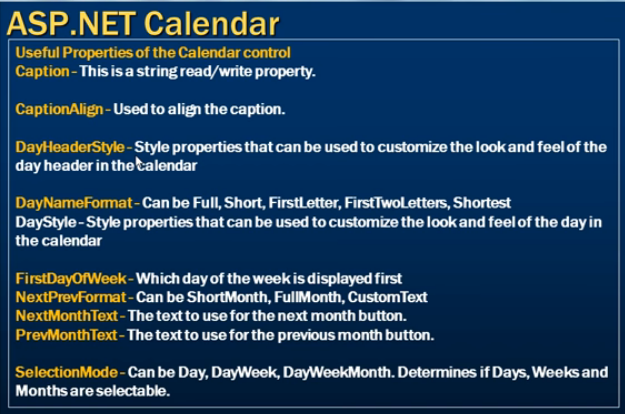 ASP.NET Calendar
Useful Properties of the Calendar control
Caption - This is a string read/write property.
CaptionAlign - Used to align the caption.
DayHeaderStyle - Style properties that can be used to customize the look and feel of the
day header in the calendar
DayNameFormat - Can be Full, Short, FirstLetter, FirstTwoLetters, Shortest
DayStyle - Style properties that can be used to customize the look and feel of the day in
the calendar
FirstDayOfWeek - Which day of the week is displayed first
NextPrevFormat - Can be ShortMonth, FullMonth, CustomText
NextMonthText - The text to use for the next month button.
PrevMonthText - The text to use for the previous month button.
SelectionMode - Can be Day, DayWeek, DayWeekMonth. Determines if Days, Weeks and
Months are selectable.